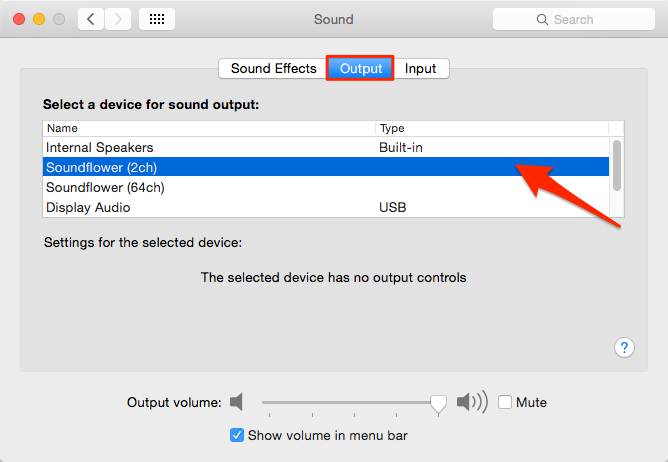 Sound
Search
Sound Effects Output Input
Select a device for sound output:
Name Type
Internal Speakers Built-in
Soundflower (2ch)
Soundflower (64ch)
Display Audio USB
Settings for the selected device:
The selected device has no output controls
?
Output volume: Mute
Show volume in menu bar